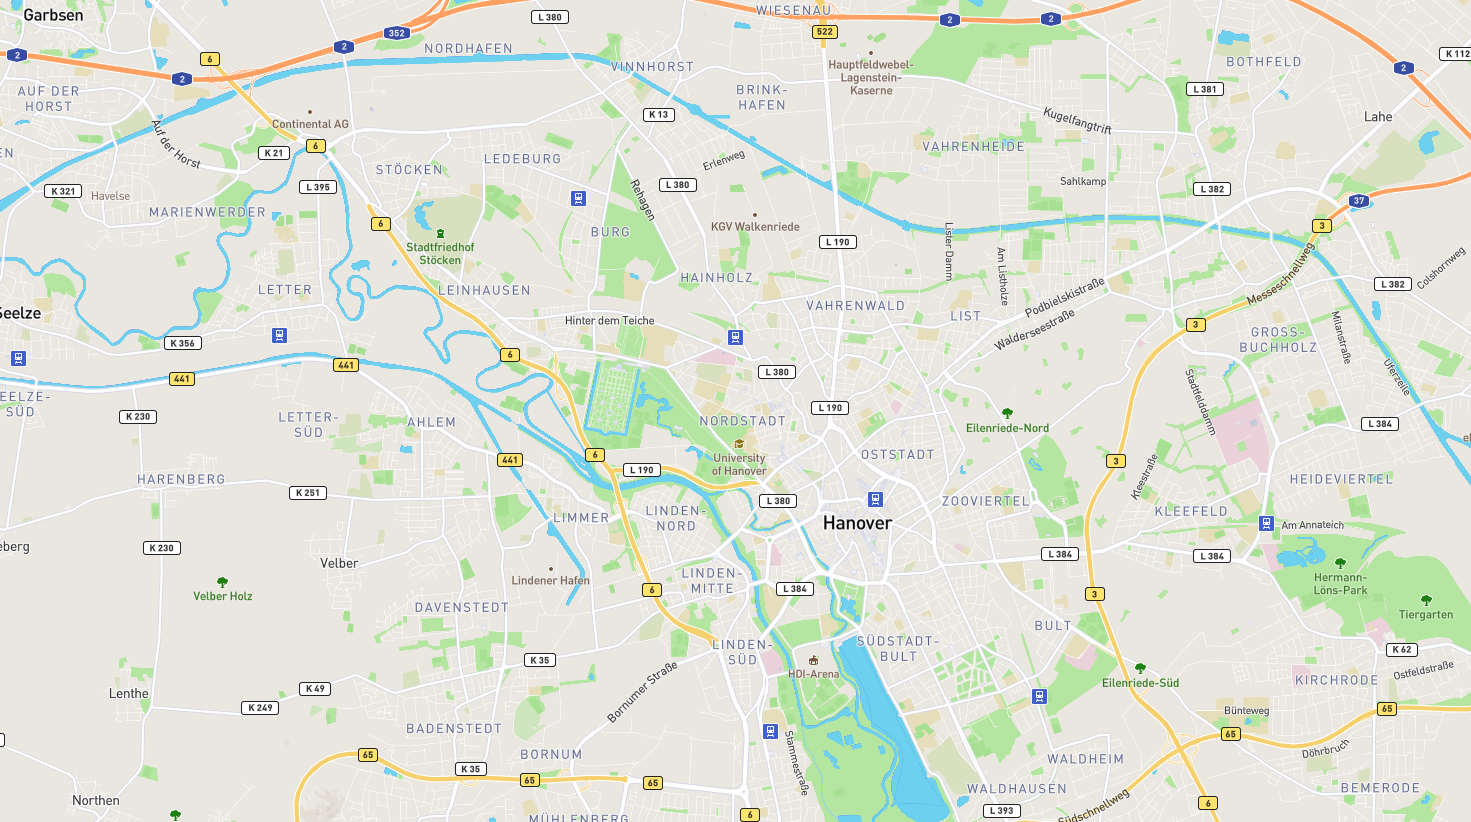 Garbsen
L 380
WIESENAU
2
2
2
352
NORDHAFEN
522
6
2
2
VINNHORST
Hauptfeldwebel-
Lagenstein-
Kaserne
BOTHFELD
K 112
2
AUF DER
HORST
BRINK-
HAFEN
L 381
Continental AG
K 13
Kugelfangtrift
Lahe
Auf der Horst
K 21
6
LEDEBURG
Erlenweg
VAHRENHEIDE
STÖCKEN
L 395
L 380
Sahlkamp
L 382
K 321
Havelse
Rehagen
37
MARIENWERDER
6
KGV Walkenriede
3
Stadtfriedhof
Stöcken
BURG
L 190
Lister Damm
Am Listholze
Messeschnellweg
Colshornweg
LETTER
LEINHAUSEN
HAINHOLZ
VAHRENWALD
Podbielskistraße
L 382
Seelze
Hinter dem Teiche
LIST
Walderseestraße
3
GROSS-
BUCHHOLZ
Milanstraße
K 356
6
441
441
L 380
Stadtfelddamm
Uferzeile
SEELZE-
SÜD
K 230
LETTER-
SÜD
AHLEM
NORDSTADT
L 190
Eilenriede-Nord
L 384
University
of Hanover
OSTSTADT
441
6
L 190
3
Kleestraße
HARENBERG
K 251
HEIDEVIERTEL
LIMMER
LINDEN-
NORD
L 380
Hanover
ZOOVIERTEL
KLEEFELD
Am Annateich
K 230
Velber
L 384
L 384
Velber Holz
Lindener Hafen
LINDEN-
MITTE
6
L 384
3
Hermann-
Löns-Park
Tiergarten
DAVENSTEDT
BULT
LINDEN-
SÜD
SÜDSTADT-
BULT
K 62
K 35
HDI-Arena
Eilenriede-Süd
KIRCHRODE
Ostfeldstraße
Lenthe
K 49
K 249
Bornumer Straße
Bünteweg
65
BADENSTEDT
Stammestraße
65
Döhrbruch
65
BORNUM
WALDHEIM
K 35
65
65
WALDHAUSEN
BEMERODE
Northen
MÜHLENBERG
6
L 393
Südschnellweg
6